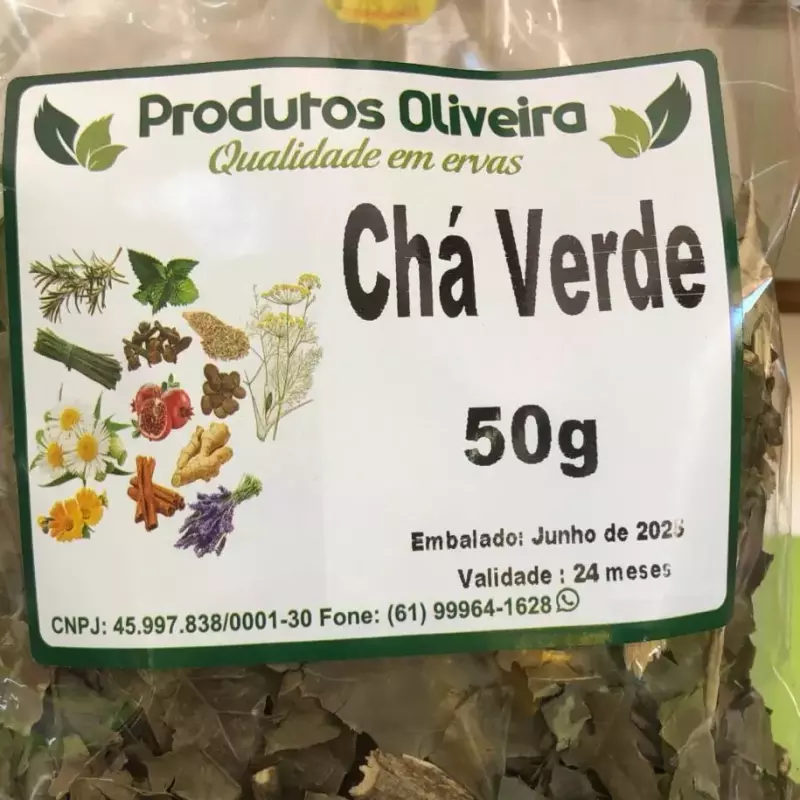 Produtos Oliveira
Qualidade em ervas
Chá Verde
50g
Embalado: Junho de 2025
Validade : 24 meses
CNPJ: 45.997.838/0001-30 Fone: (61) 99964-1628